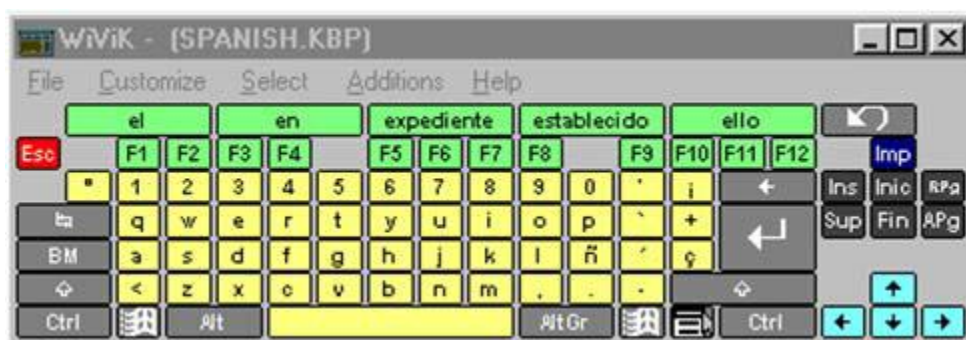 WiViK - (SPANISH.KBP)
File Customize Select Additions Help
el en expediente establecido ello
Esc F1 F2 F3 F4 F5 F6 F7 F8 F9 F10 F11 F12 Imp
º 1 2 3 4 5 6 7 8 9 0 ' ¡ ← Ins Inic RPg
q w e r t y u i o p ` + Sup Fin APg
BM a s d f g h j k l ñ ´ ç
< z x c v b n m , . -
Ctrl Alt AltGr Ctrl